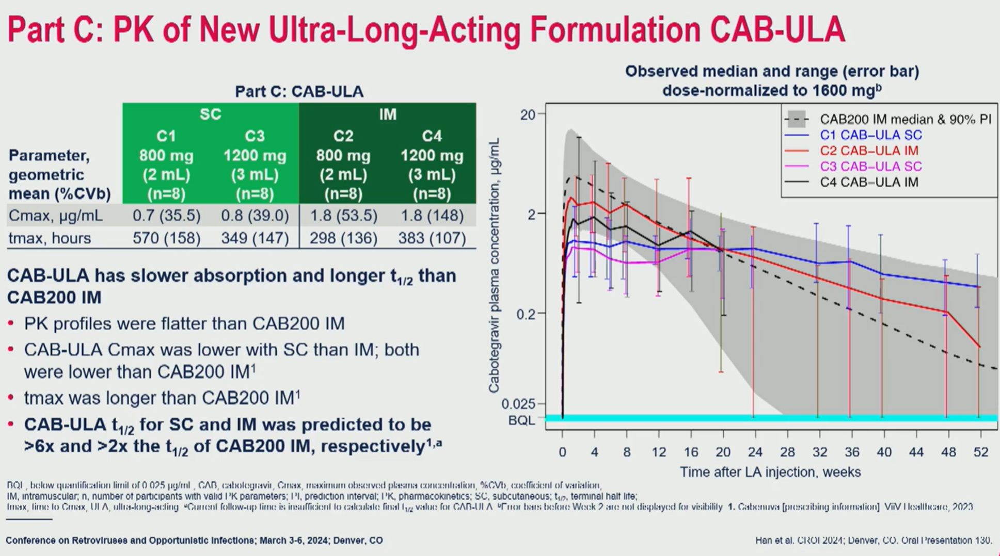 Part C: PK of New Ultra-Long-Acting Formulation CAB-ULA
Part C: CAB-ULA
SC IM
C1 C3 C2 C4
Parameter, 800 mg 1200 mg 800 mg 1200 mg
geometric (2 mL) (3 mL) (2 mL) (3 mL)
mean (%CVb) (n=8) (n=8) (n=8) (n=8)
Cmax, µg/mL 0.7 (35.5) 0.8 (39.0) 1.8 (53.5) 1.8 (148)
tmax, hours 570 (158) 349 (147) 298 (136) 383 (107)
CAB-ULA has slower absorption and longer t1/2 than
CAB200 IM
• PK profiles were flatter than CAB200 IM
• CAB-ULA Cmax was lower with SC than IM; both
were lower than CAB200 IM¹
• tmax was longer than CAB200 IM¹
• CAB-ULA t1/2 for SC and IM was predicted to be
>6x and >2x the t1/2 of CAB200 IM, respectively¹,ᵃ
Observed median and range (error bar)
dose-normalized to 1600 mgᵇ
Cabotegravir plasma concentration, µg/mL
20
2
0.2
0.025
BQL
CAB200 IM median & 90% PI
C1 CAB–ULA SC
C2 CAB–ULA IM
C3 CAB–ULA SC
C4 CAB–ULA IM
0 4 8 12 16 20 24 28 32 36 40 44 48 52
Time after LA injection, weeks
BQL, below quantification limit of 0.025 µg/mL, CAB, cabotegravir, Cmax, maximum observed plasma concentration, %CVb, coefficient of variation,
IM, intramuscular; n, number of participants with valid PK parameters; PI, prediction interval; PK, pharmacokinetics; SC, subcutaneous; t1/2, terminal half life;
tmax, time to Cmax, ULA, ultra-long-acting ᵃCurrent follow-up time is insufficient to calculate final t1/2 value for CAB-ULA ᵇError bars before Week 2 are not displayed for visibility 1. Cabenuva [prescribing information] ViiV Healthcare, 2023
Conference on Retroviruses and Opportunistic Infections; March 3-6, 2024; Denver, CO
Han et al. CROI 2024; Denver, CO. Oral Presentation 130.